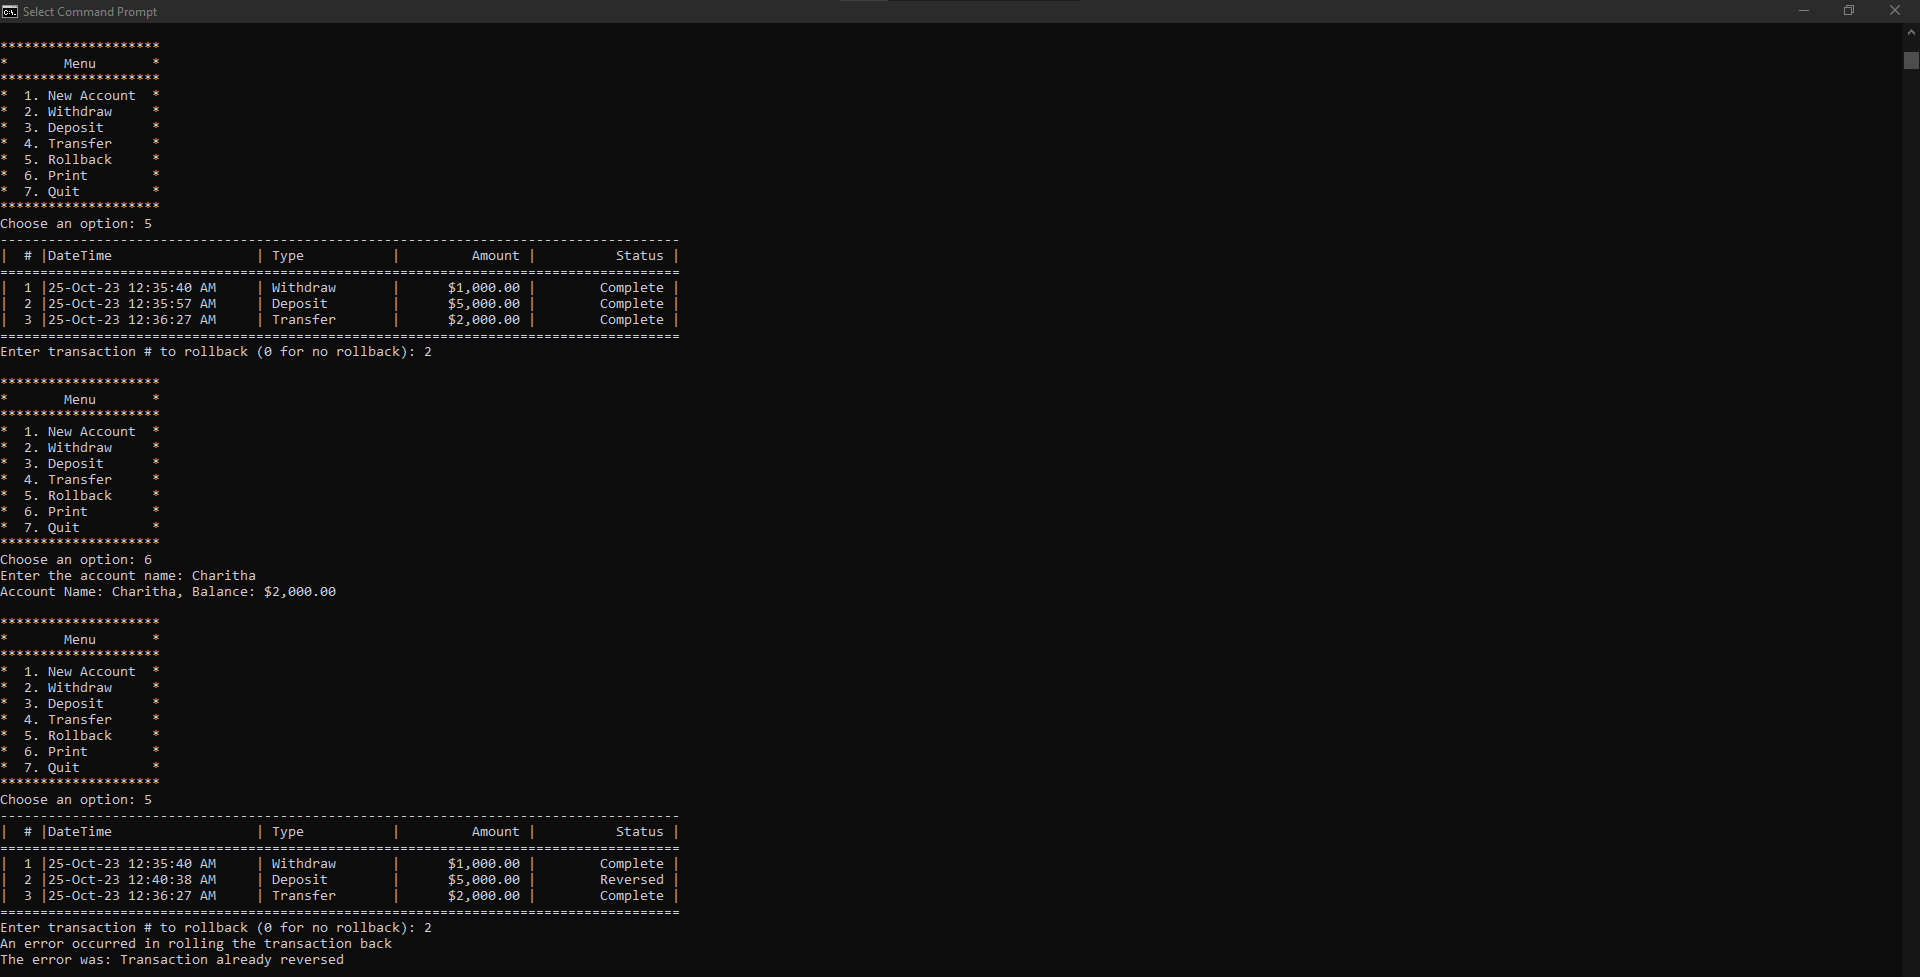 Select Command Prompt
********************
*       Menu       *
********************
*  1. New Account  *
*  2. Withdraw     *
*  3. Deposit      *
*  4. Transfer     *
*  5. Rollback     *
*  6. Print        *
*  7. Quit         *
********************
Choose an option: 5
-------------------------------------------------------------------------------------
|  # |DateTime                  | Type           |         Amount |          Status |
=====================================================================================
|  1 |25-Oct-23 12:35:40 AM     | Withdraw       |      $1,000.00 |        Complete |
|  2 |25-Oct-23 12:35:57 AM     | Deposit        |      $5,000.00 |        Complete |
|  3 |25-Oct-23 12:36:27 AM     | Transfer       |      $2,000.00 |        Complete |
=====================================================================================
Enter transaction # to rollback (0 for no rollback): 2
********************
*       Menu       *
********************
*  1. New Account  *
*  2. Withdraw     *
*  3. Deposit      *
*  4. Transfer     *
*  5. Rollback     *
*  6. Print        *
*  7. Quit         *
********************
Choose an option: 6
Enter the account name: Charitha
Account Name: Charitha, Balance: $2,000.00
********************
*       Menu       *
********************
*  1. New Account  *
*  2. Withdraw     *
*  3. Deposit      *
*  4. Transfer     *
*  5. Rollback     *
*  6. Print        *
*  7. Quit         *
********************
Choose an option: 5
-------------------------------------------------------------------------------------
|  # |DateTime                  | Type           |         Amount |          Status |
=====================================================================================
|  1 |25-Oct-23 12:35:40 AM     | Withdraw       |      $1,000.00 |        Complete |
|  2 |25-Oct-23 12:40:38 AM     | Deposit        |      $5,000.00 |        Reversed |
|  3 |25-Oct-23 12:36:27 AM     | Transfer       |      $2,000.00 |        Complete |
=====================================================================================
Enter transaction # to rollback (0 for no rollback): 2
An error occurred in rolling the transaction back
The error was: Transaction already reversed